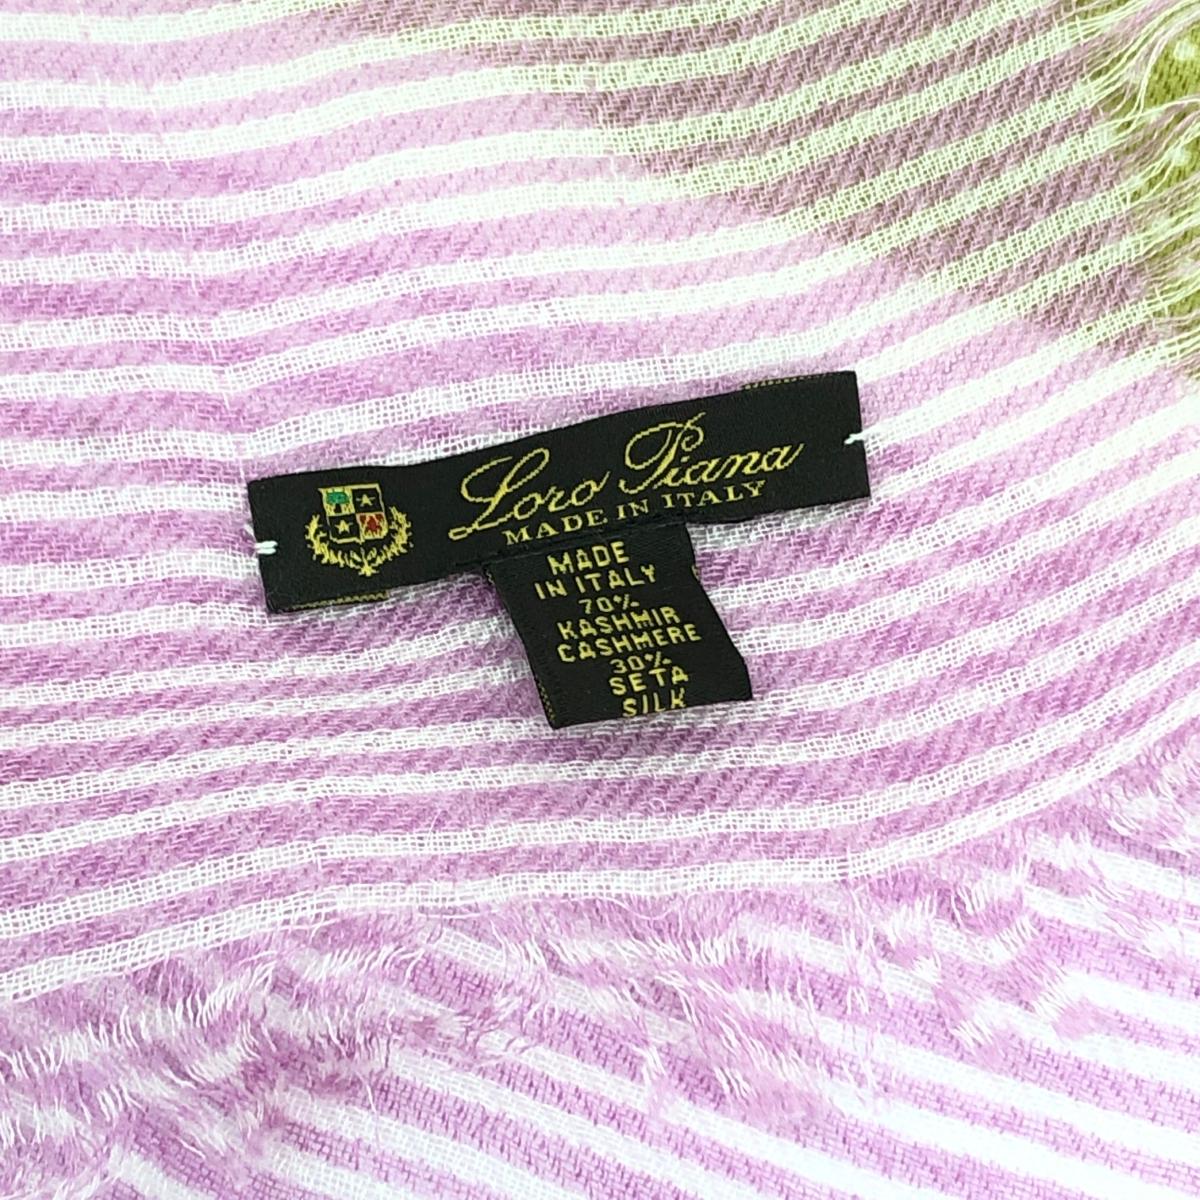 Loro Piana
MADE IN ITALY
MADE
IN ITALY
70%
KASHMIR
CASHMERE
30%
SETA
SILK